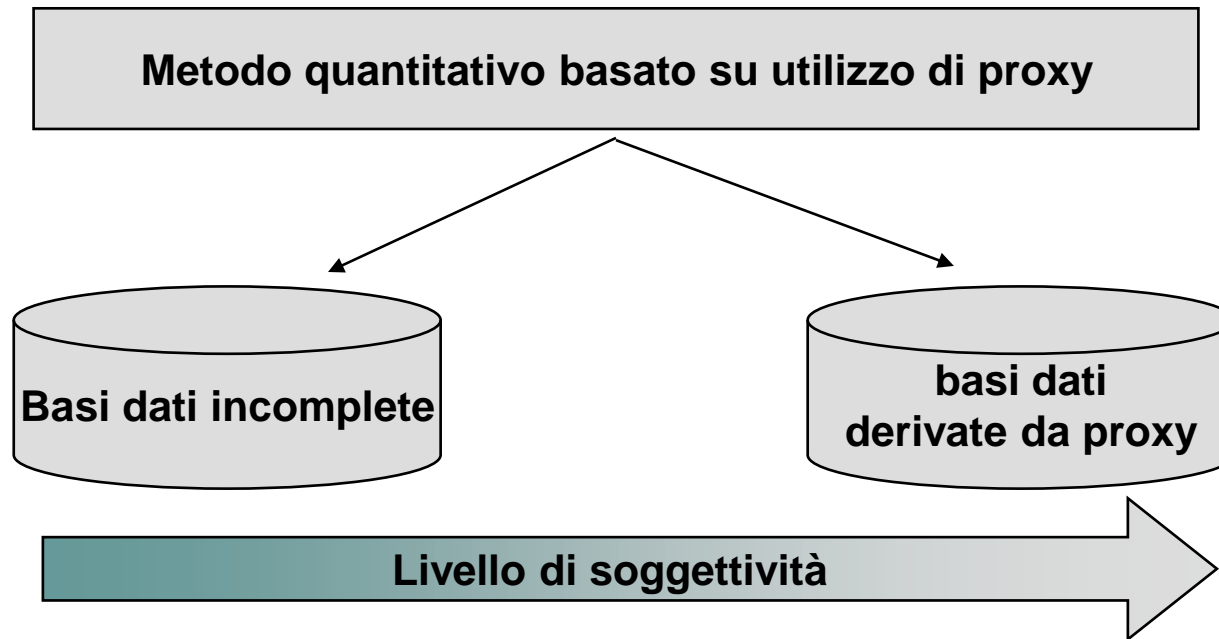 Metodo quantitativo basato su utilizzo di proxy
Basi dati incomplete
basi dati
derivate da proxy
Livello di soggettività